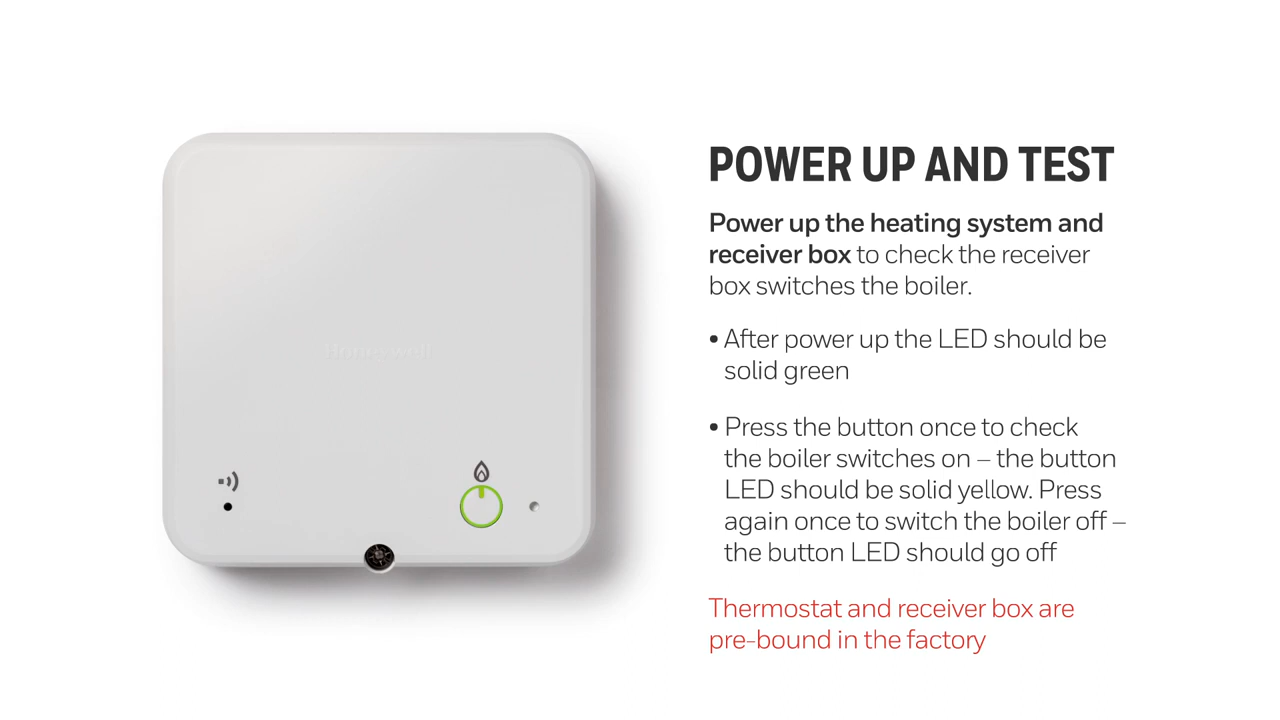 Honeywell
POWER UP AND TEST
Power up the heating system and
receiver box to check the receiver
box switches the boiler.
• After power up the LED should be
solid green
• Press the button once to check
the boiler switches on – the button
LED should be solid yellow. Press
again once to switch the boiler off –
the button LED should go off
Thermostat and receiver box are
pre-bound in the factory